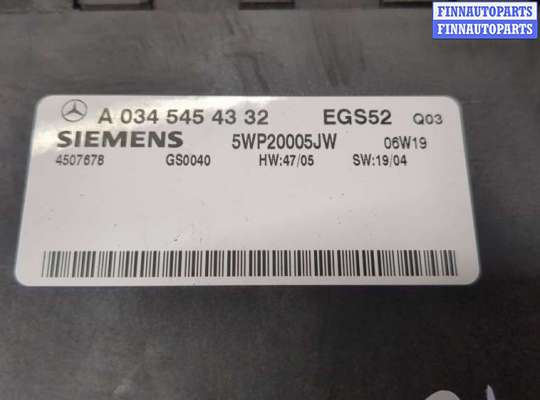 FINNAUTOPARTS
FINNAUTOPARTS
A 034 545 43 32 EGS52 Q03
SIEMENS 5WP20005JW 06W19
4507678 GS0040 HW:47/05 SW:19/04